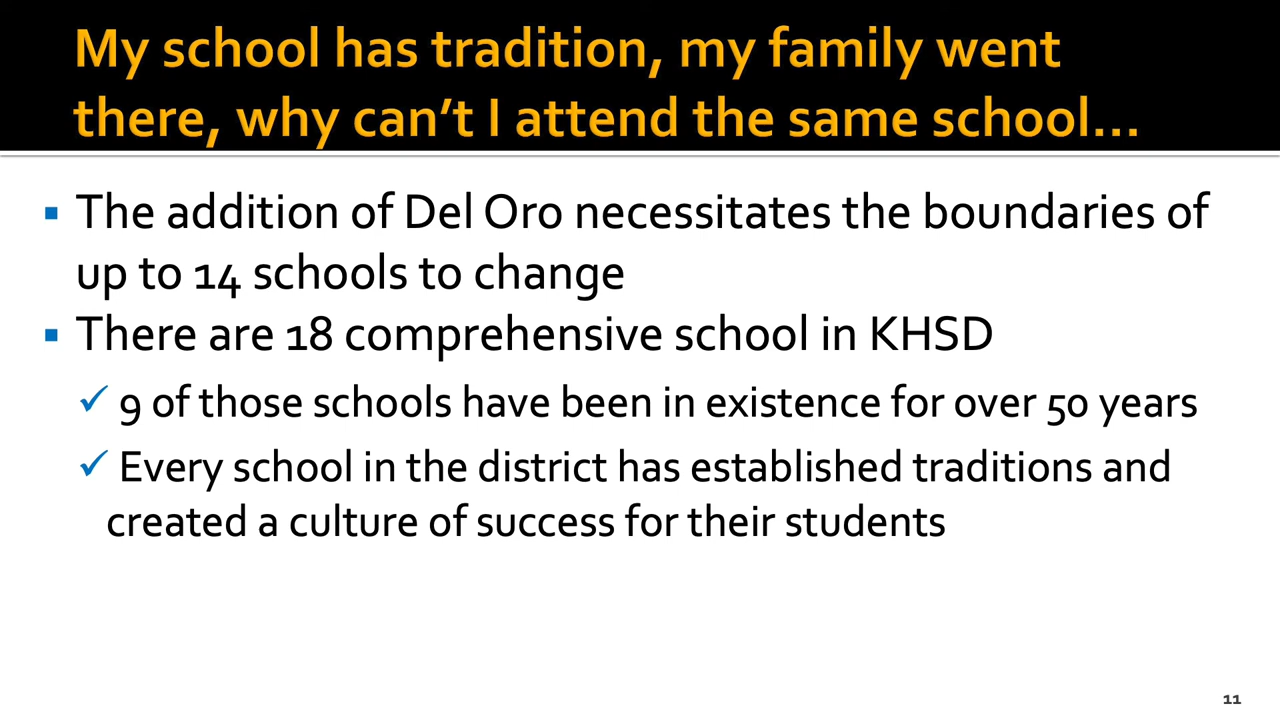 My school has tradition, my family went
there, why can’t I attend the same school…
▪ The addition of Del Oro necessitates the boundaries of
up to 14 schools to change
▪ There are 18 comprehensive school in KHSD
✓ 9 of those schools have been in existence for over 50 years
✓ Every school in the district has established traditions and
created a culture of success for their students
11